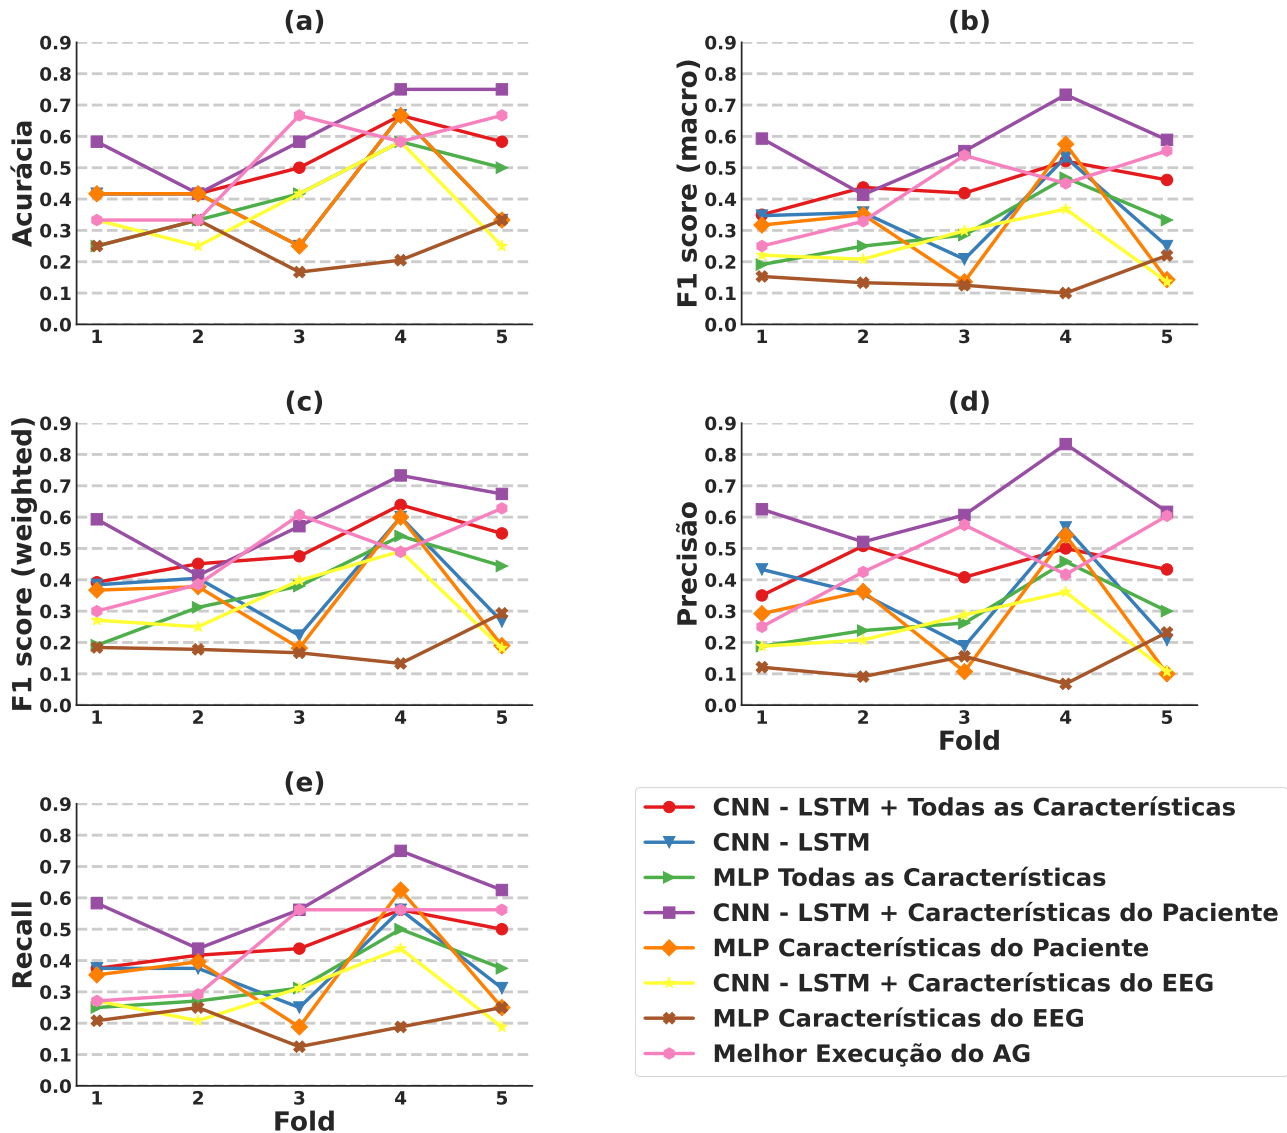 (a)
Acurácia
0.9
0.8
0.7
0.6
0.5
0.4
0.3
0.2
0.1
0.0
1 2 3 4 5
(b)
F1 score (macro)
0.9
0.8
0.7
0.6
0.5
0.4
0.3
0.2
0.1
0.0
1 2 3 4 5
(c)
F1 score (weighted)
0.9
0.8
0.7
0.6
0.5
0.4
0.3
0.2
0.1
0.0
1 2 3 4 5
(d)
Precisão
0.9
0.8
0.7
0.6
0.5
0.4
0.3
0.2
0.1
0.0
1 2 3 4 5
Fold
(e)
Recall
0.9
0.8
0.7
0.6
0.5
0.4
0.3
0.2
0.1
0.0
1 2 3 4 5
Fold
CNN - LSTM + Todas as Características
CNN - LSTM
MLP Todas as Características
CNN - LSTM + Características do Paciente
MLP Características do Paciente
CNN - LSTM + Características do EEG
MLP Características do EEG
Melhor Execução do AG